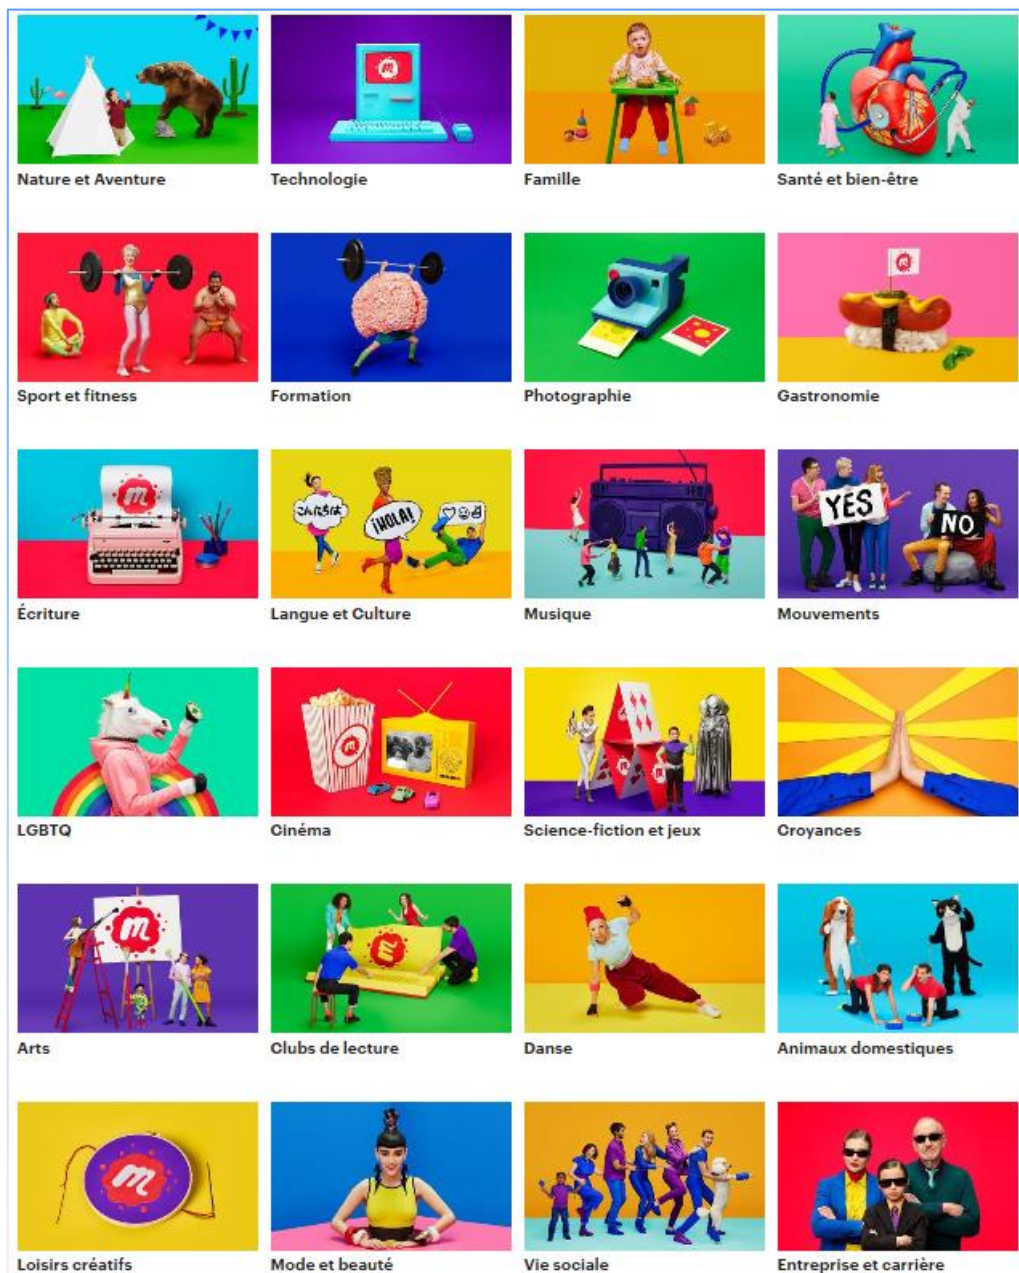 Nature et Aventure
Technologie
Famille
Santé et bien-être
Sport et fitness
Formation
Photographie
Gastronomie
こんにちは
¡HOLA!
YES
NO
Écriture
Langue et Culture
Musique
Mouvements
LGBTQ
Cinéma
Science-fiction et jeux
Croyances
Arts
Clubs de lecture
Danse
Animaux domestiques
Loisirs créatifs
Mode et beauté
Vie sociale
Entreprise et carrière